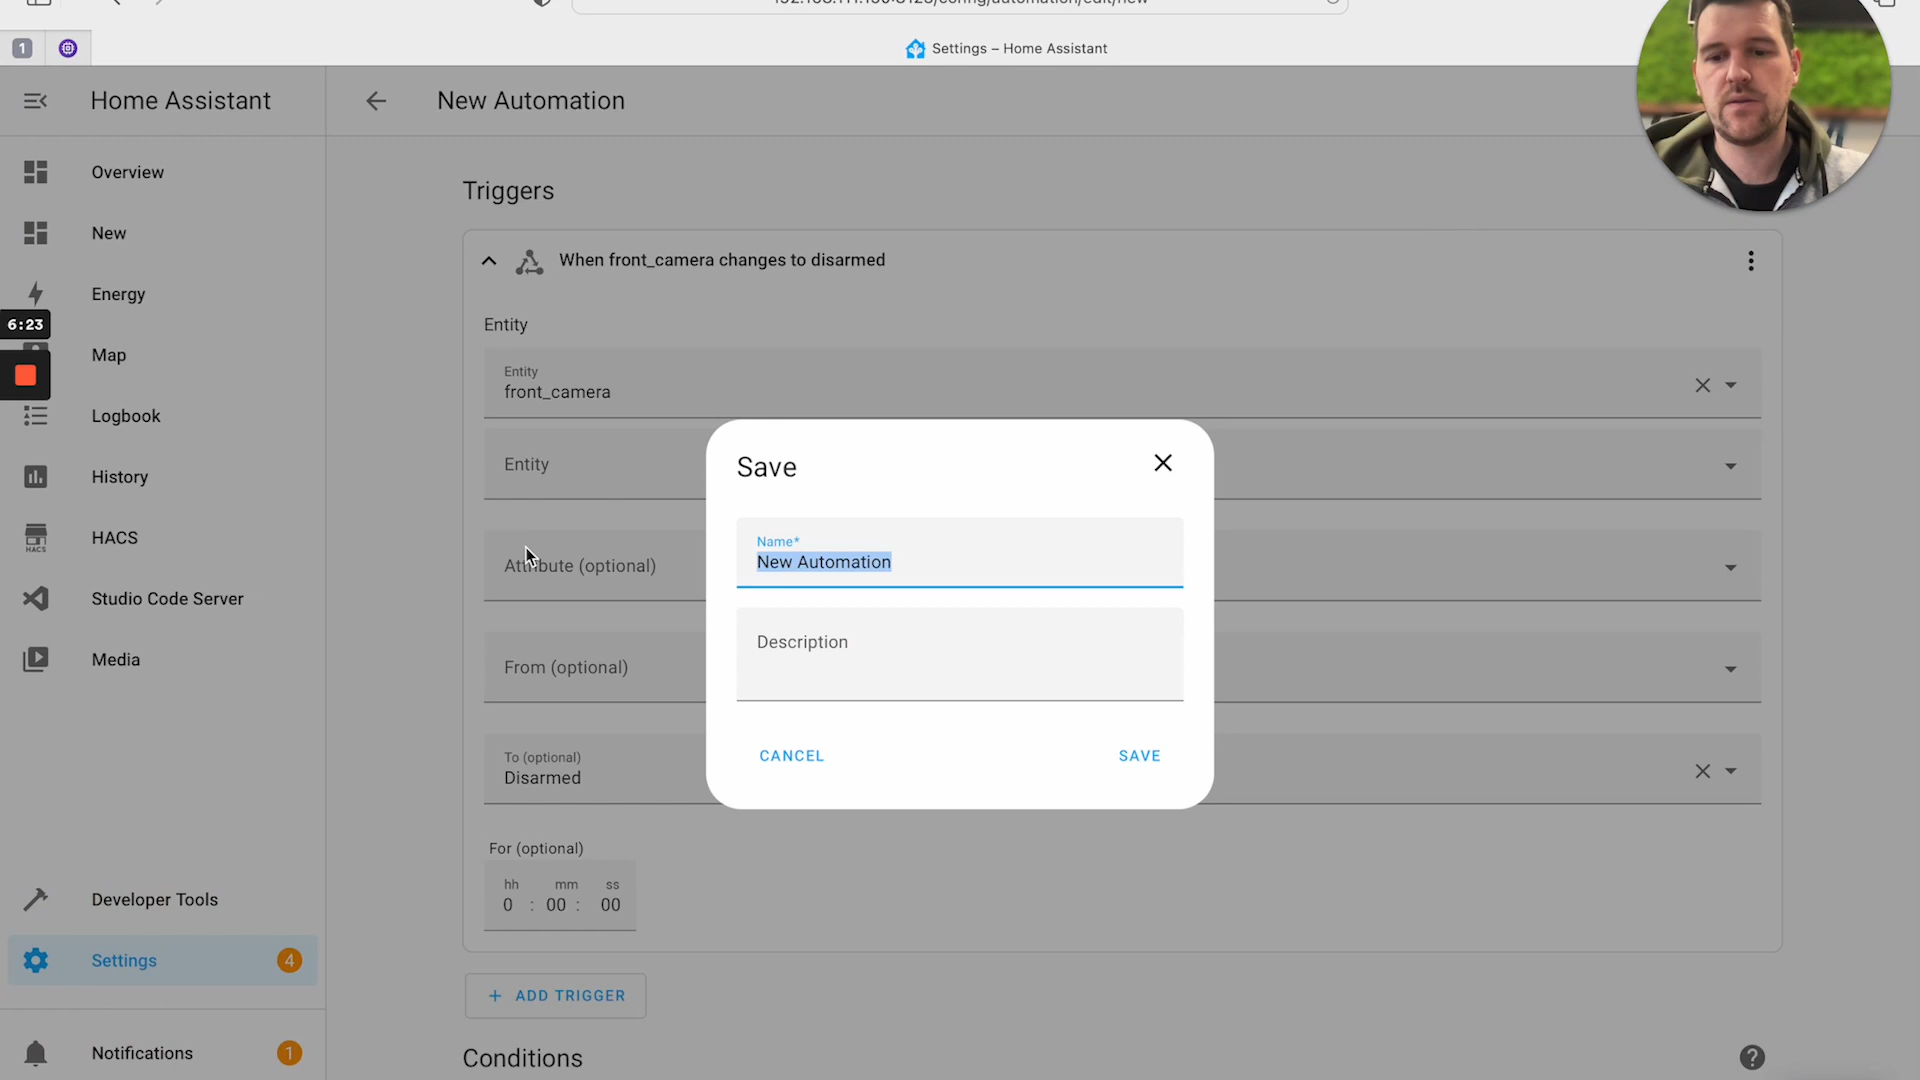 1
Settings – Home Assistant
Home Assistant
New Automation
Overview
Triggers
New
When front_camera changes to disarmed
Energy
6:23
Entity
Map
Entity
front_camera
Logbook
Entity
Save
History
HACS
HACS
Name*
New Automation
Attribute (optional)
Studio Code Server
Description
Media
From (optional)
CANCEL
SAVE
To (optional)
Disarmed
For (optional)
hh
mm
ss
0 : 00 : 00
Developer Tools
Settings
4
ADD TRIGGER
Notifications
1
Conditions